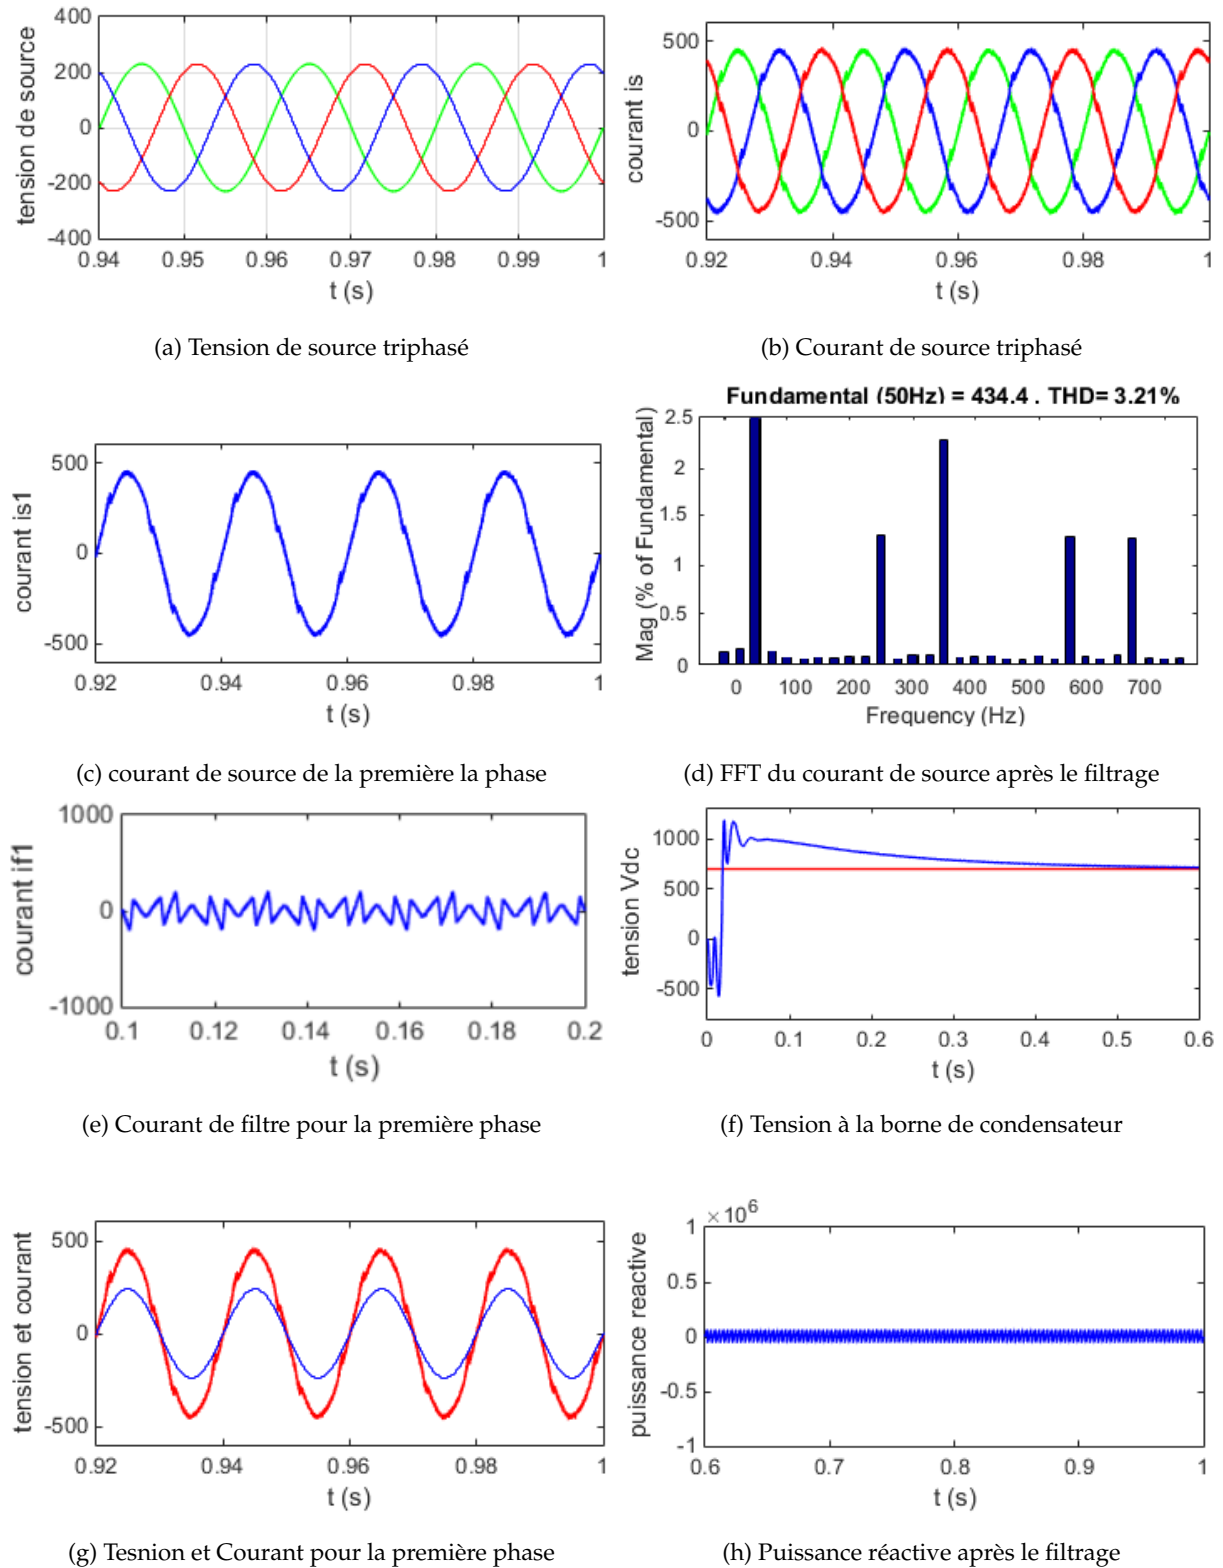 400
200
0
-200
-400
tension de source
0.94 0.95 0.96 0.97 0.98 0.99 1
t (s)
(a) Tension de source triphasé
500
0
-500
courant is
0.92 0.94 0.96 0.98 1
t (s)
(b) Courant de source triphasé
500
0
-500
courant is1
0.92 0.94 0.96 0.98 1
t (s)
(c) courant de source de la première la phase
Fundamental (50Hz) = 434.4 , THD= 3.21%
2.5
2
1.5
1
0.5
0
Mag (% of Fundamental)
0 100 200 300 400 500 600 700
Frequency (Hz)
(d) FFT du courant de source après le filtrage
1000
0
-1000
courant if1
0.1 0.12 0.14 0.16 0.18 0.2
t (s)
(e) Courant de filtre pour la première phase
1000
500
0
-500
tension Vdc
0 0.1 0.2 0.3 0.4 0.5 0.6
t (s)
(f) Tension à la borne de condensateur
500
0
-500
tension et courant
0.92 0.94 0.96 0.98 1
t (s)
(g) Tesnion et Courant pour la première phase
×10^6
1
0.5
0
-0.5
-1
puissance reactive
0.6 0.7 0.8 0.9 1
t (s)
(h) Puissance réactive après le filtrage